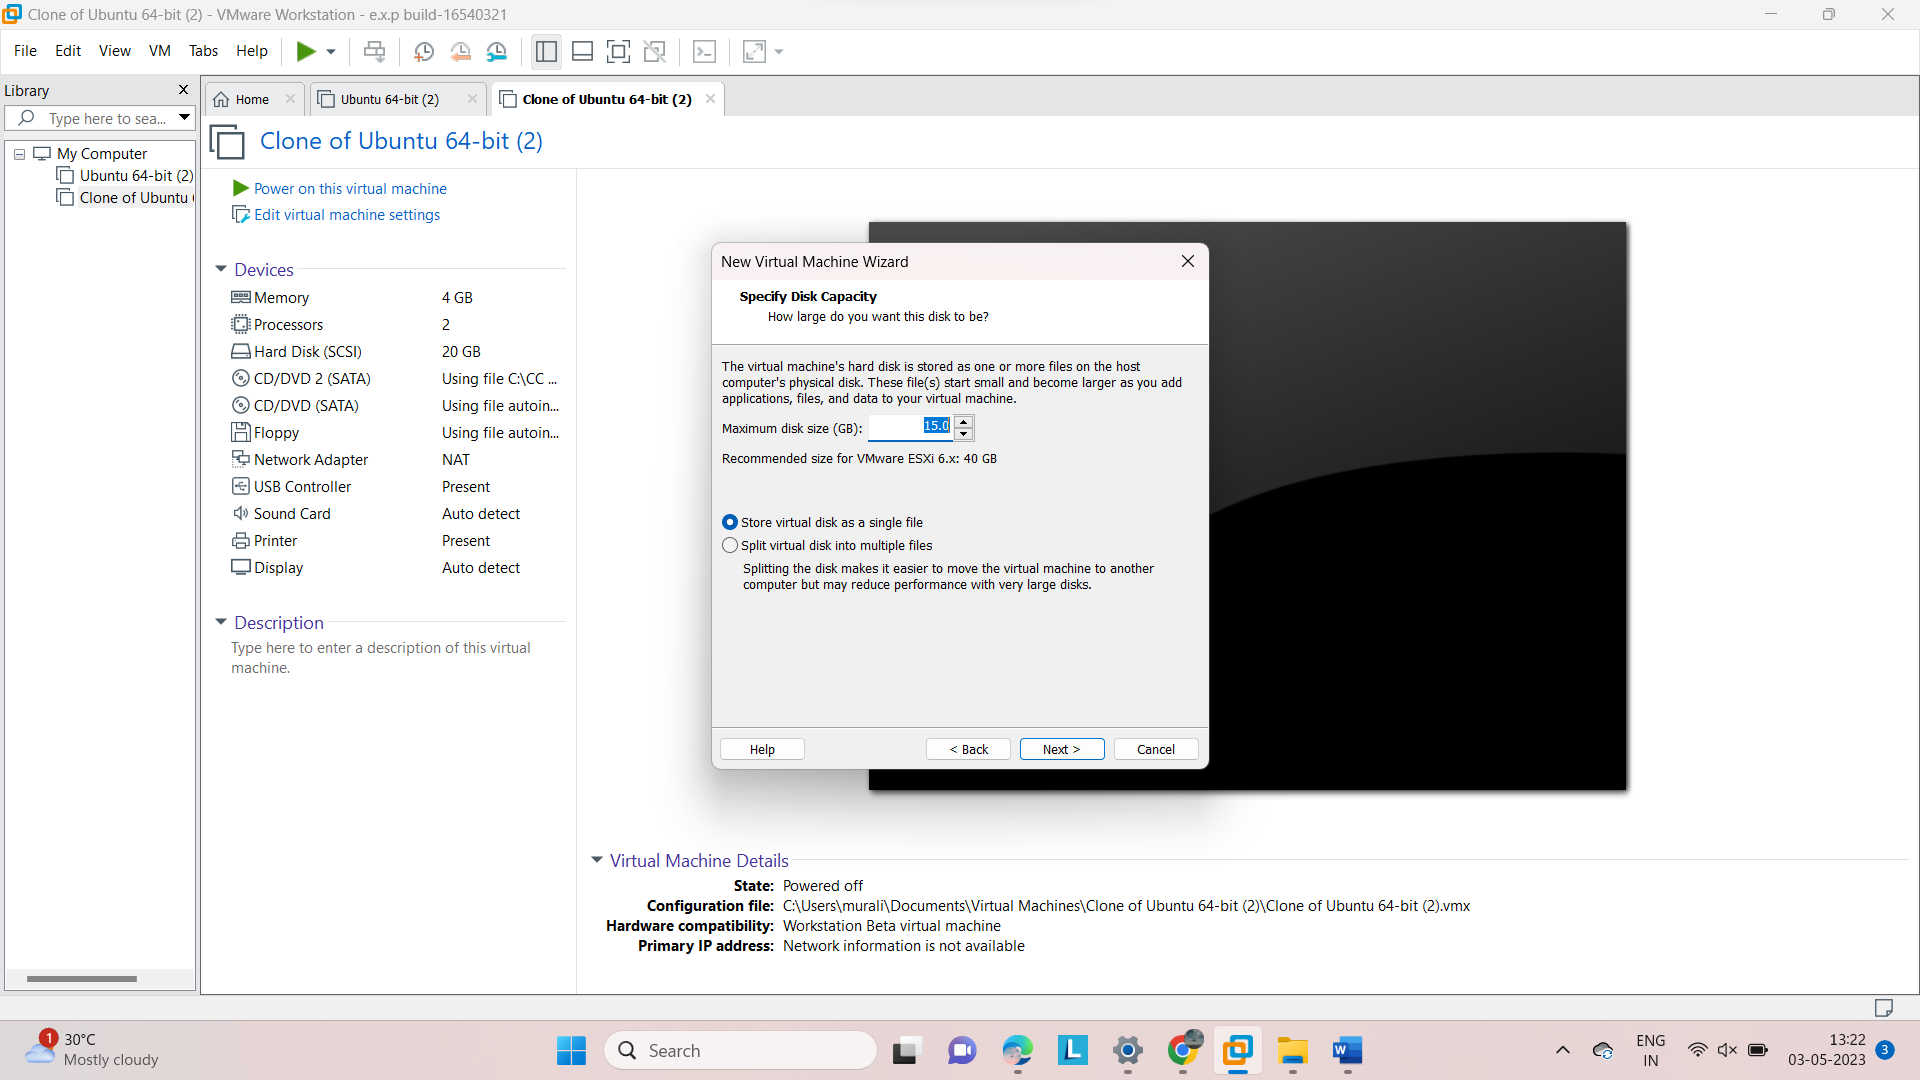 Clone of Ubuntu 64-bit (2) - VMware Workstation - e.x.p build-16540321
File Edit View VM Tabs Help
Library
Type here to sea...
Home
Ubuntu 64-bit (2)
Clone of Ubuntu 64-bit (2)
My Computer
Ubuntu 64-bit (2)
Clone of Ubuntu
Clone of Ubuntu 64-bit (2)
Power on this virtual machine
Edit virtual machine settings
Devices
Memory 4 GB
Processors 2
Hard Disk (SCSI) 20 GB
CD/DVD 2 (SATA) Using file C:\CC ...
CD/DVD (SATA) Using file autoin...
Floppy Using file autoin...
Network Adapter NAT
USB Controller Present
Sound Card Auto detect
Printer Present
Display Auto detect
Description
Type here to enter a description of this virtual
machine.
New Virtual Machine Wizard
Specify Disk Capacity
How large do you want this disk to be?
The virtual machine's hard disk is stored as one or more files on the host
computer's physical disk. These file(s) start small and become larger as you add
applications, files, and data to your virtual machine.
Maximum disk size (GB): 15.0
Recommended size for VMware ESXi 6.x: 40 GB
Store virtual disk as a single file
Split virtual disk into multiple files
Splitting the disk makes it easier to move the virtual machine to another
computer but may reduce performance with very large disks.
Help < Back Next > Cancel
Virtual Machine Details
State: Powered off
Configuration file: C:\Users\murali\Documents\Virtual Machines\Clone of Ubuntu 64-bit (2)\Clone of Ubuntu 64-bit (2).vmx
Hardware compatibility: Workstation Beta virtual machine
Primary IP address: Network information is not available
1
30°C
Mostly cloudy
Search
L
W
ENG
IN
13:22
03-05-2023
3